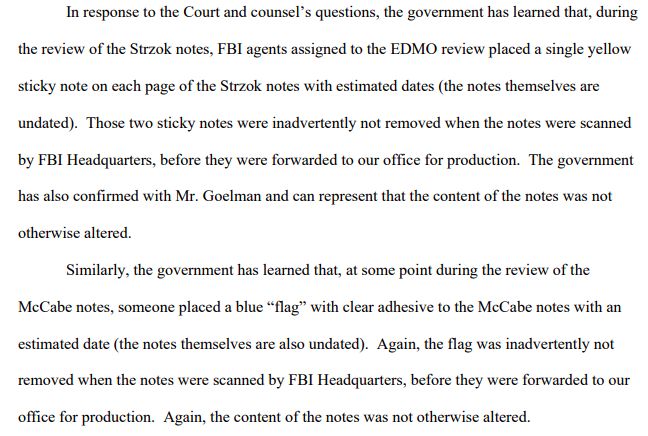 In response to the Court and counsel's questions, the government has learned that, during
the review of the Strzok notes, FBI agents assigned to the EDMO review placed a single yellow
sticky note on each page of the Strzok notes with estimated dates (the notes themselves are
undated).  Those two sticky notes were inadvertently not removed when the notes were scanned
by FBI Headquarters, before they were forwarded to our office for production.  The government
has also confirmed with Mr. Goelman and can represent that the content of the notes was not
otherwise altered.
Similarly, the government has learned that, at some point during the review of the
McCabe notes, someone placed a blue “flag” with clear adhesive to the McCabe notes with an
estimated date (the notes themselves are also undated).  Again, the flag was inadvertently not
removed when the notes were scanned by FBI Headquarters, before they were forwarded to our
office for production.  Again, the content of the notes was not otherwise altered.